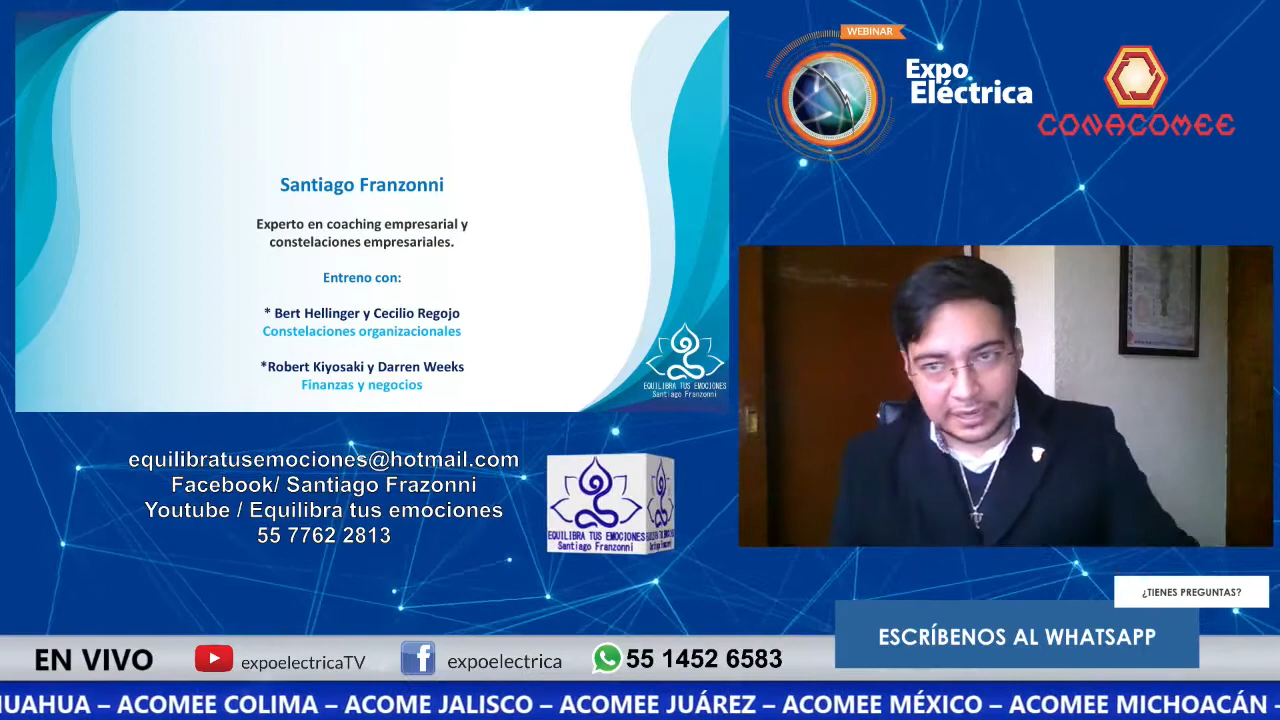 WEBINAR
Expo
Eléctrica
CONACOMEE
Santiago Franzonni
Experto en coaching empresarial y
constelaciones empresariales.
Entreno con:
* Bert Hellinger y Cecilio Regojo
Constelaciones organizacionales
*Robert Kiyosaki y Darren Weeks
Finanzas y negocios
EQUILIBRA TUS EMOCIONES
Santiago Franzonni
equilibratusemociones@hotmail.com
Facebook/ Santiago Frazonni
Youtube / Equilibra tus emociones
55 7762 2813
EQUILIBRA TUS EMOCIONES
Santiago Franzonni
¿TIENES PREGUNTAS?
ESCRÍBENOS AL WHATSAPP
EN VIVO
expoelectricaTV
expoelectrica
55 1452 6583
HUAHUA – ACOMEE COLIMA – ACOME JALISCO – ACOMEE JUÁREZ – ACOMEE MÉXICO – ACOMEE MICHOACÁN -